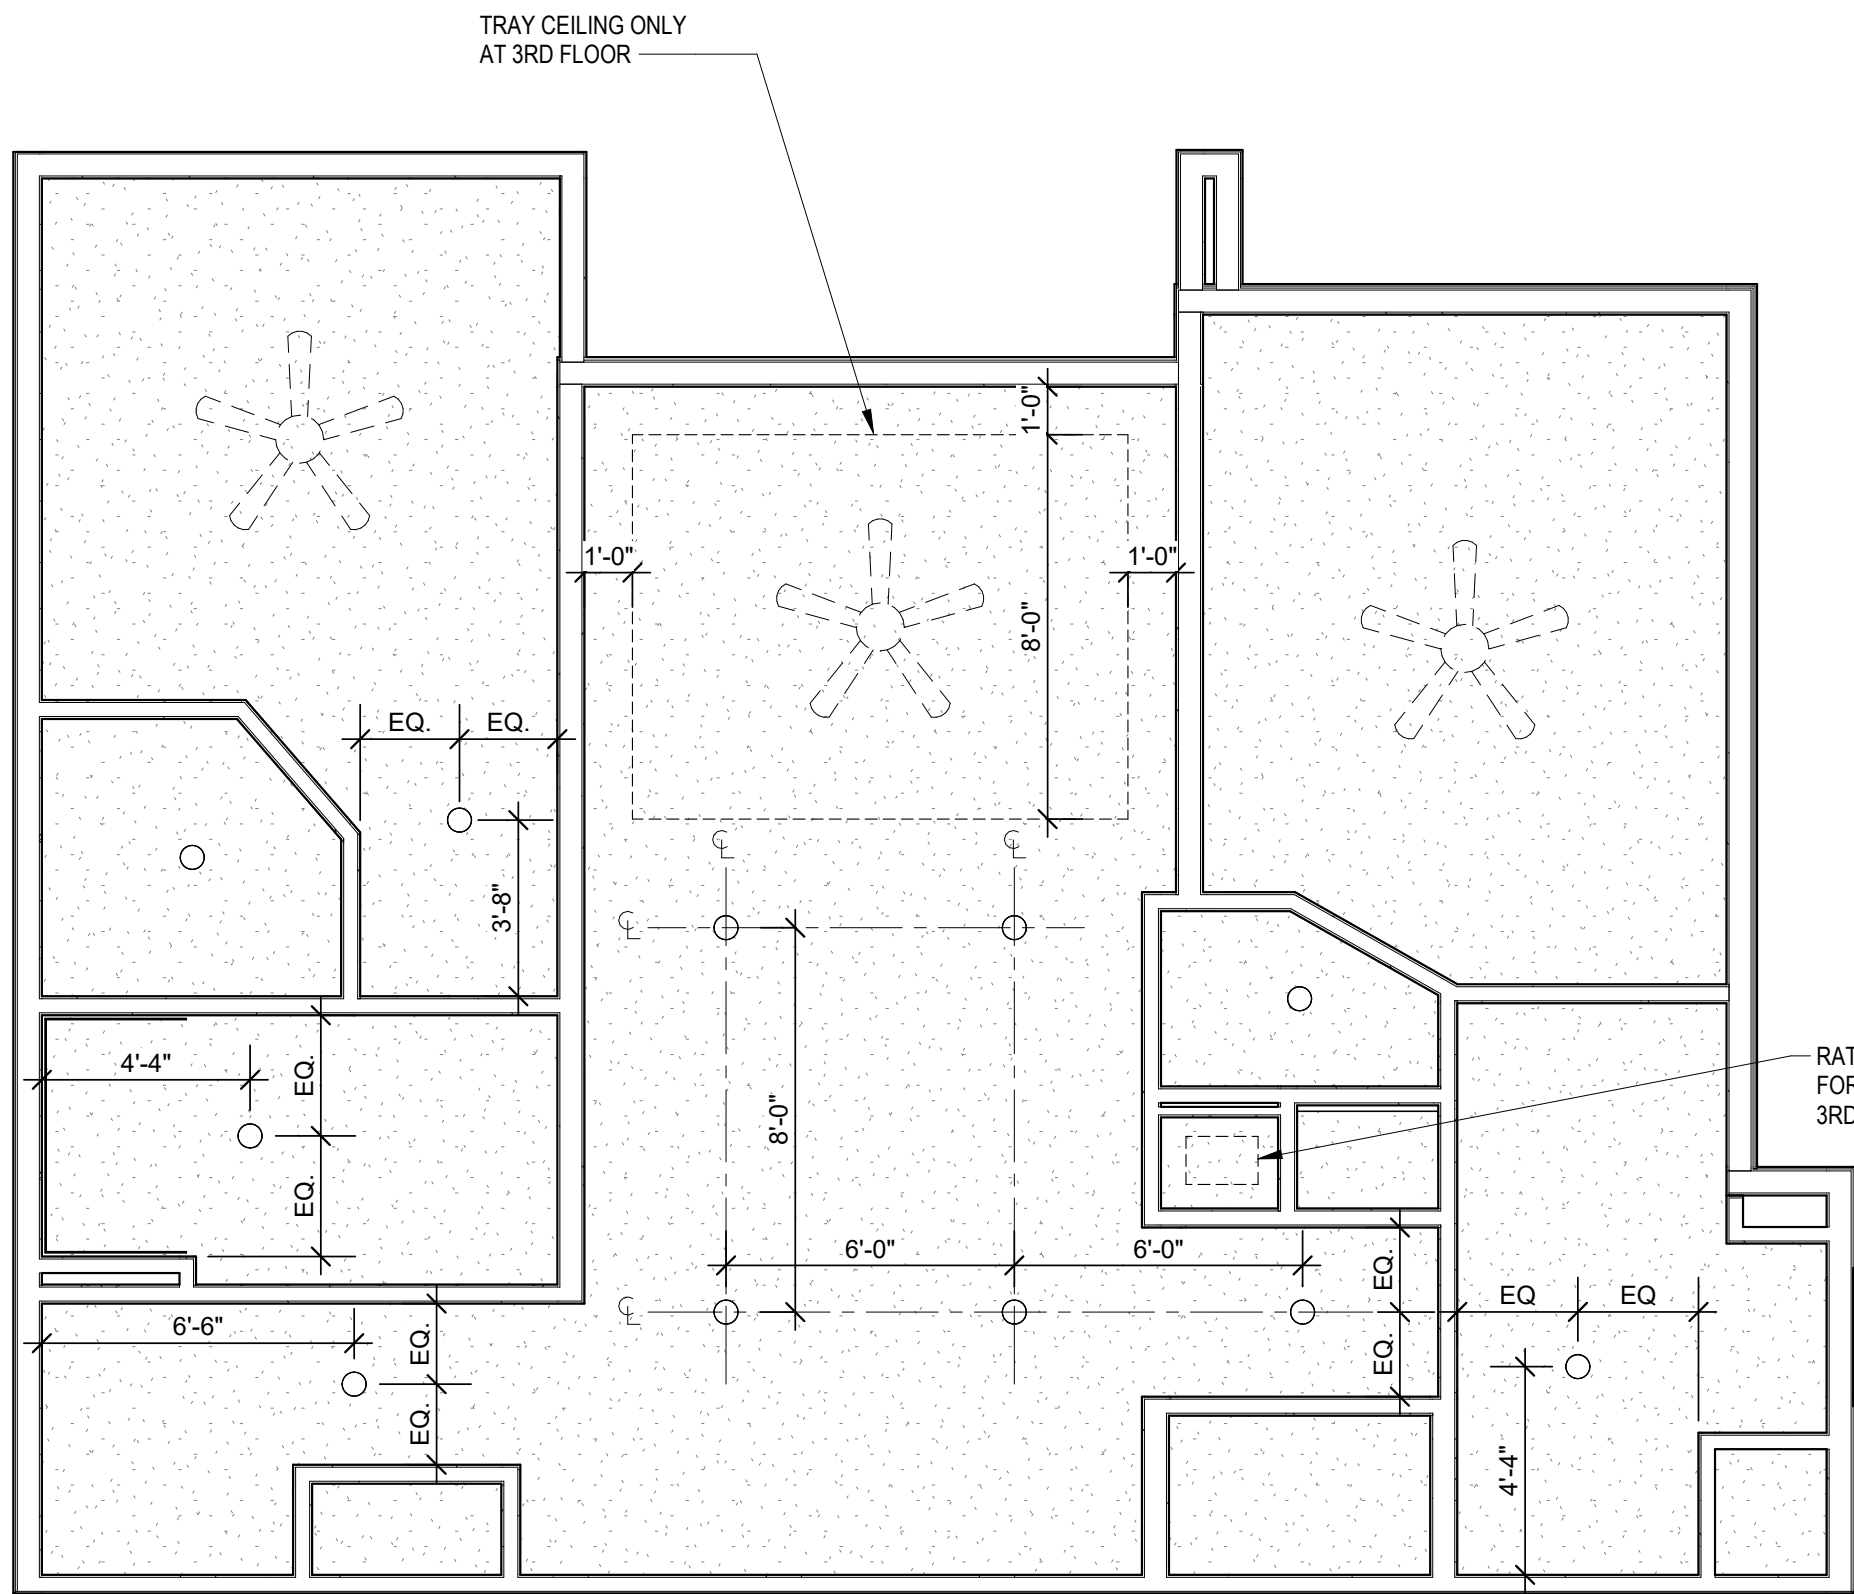 TRAY CEILING ONLY
AT 3RD FLOOR
1'-0"
1'-0"
1'-0"
8'-0"
EQ.
EQ.
3'-8"
℄
℄
℄
4'-4"
EQ.
EQ.
8'-0"
RAT
FOR
3RD
6'-0"
6'-0"
℄
EQ.
EQ.
EQ
EQ
6'-6"
EQ.
EQ.
4'-4"